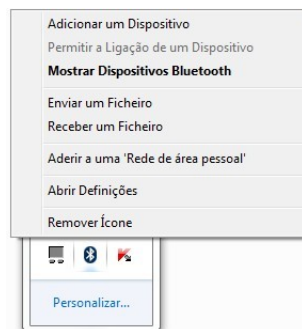 Adicionar um Dispositivo
Permitir a Ligação de um Dispositivo
Mostrar Dispositivos Bluetooth
Enviar um Ficheiro
Receber um Ficheiro
Aderir a uma 'Rede de área pessoal'
Abrir Definições
Remover Ícone
Personalizar...